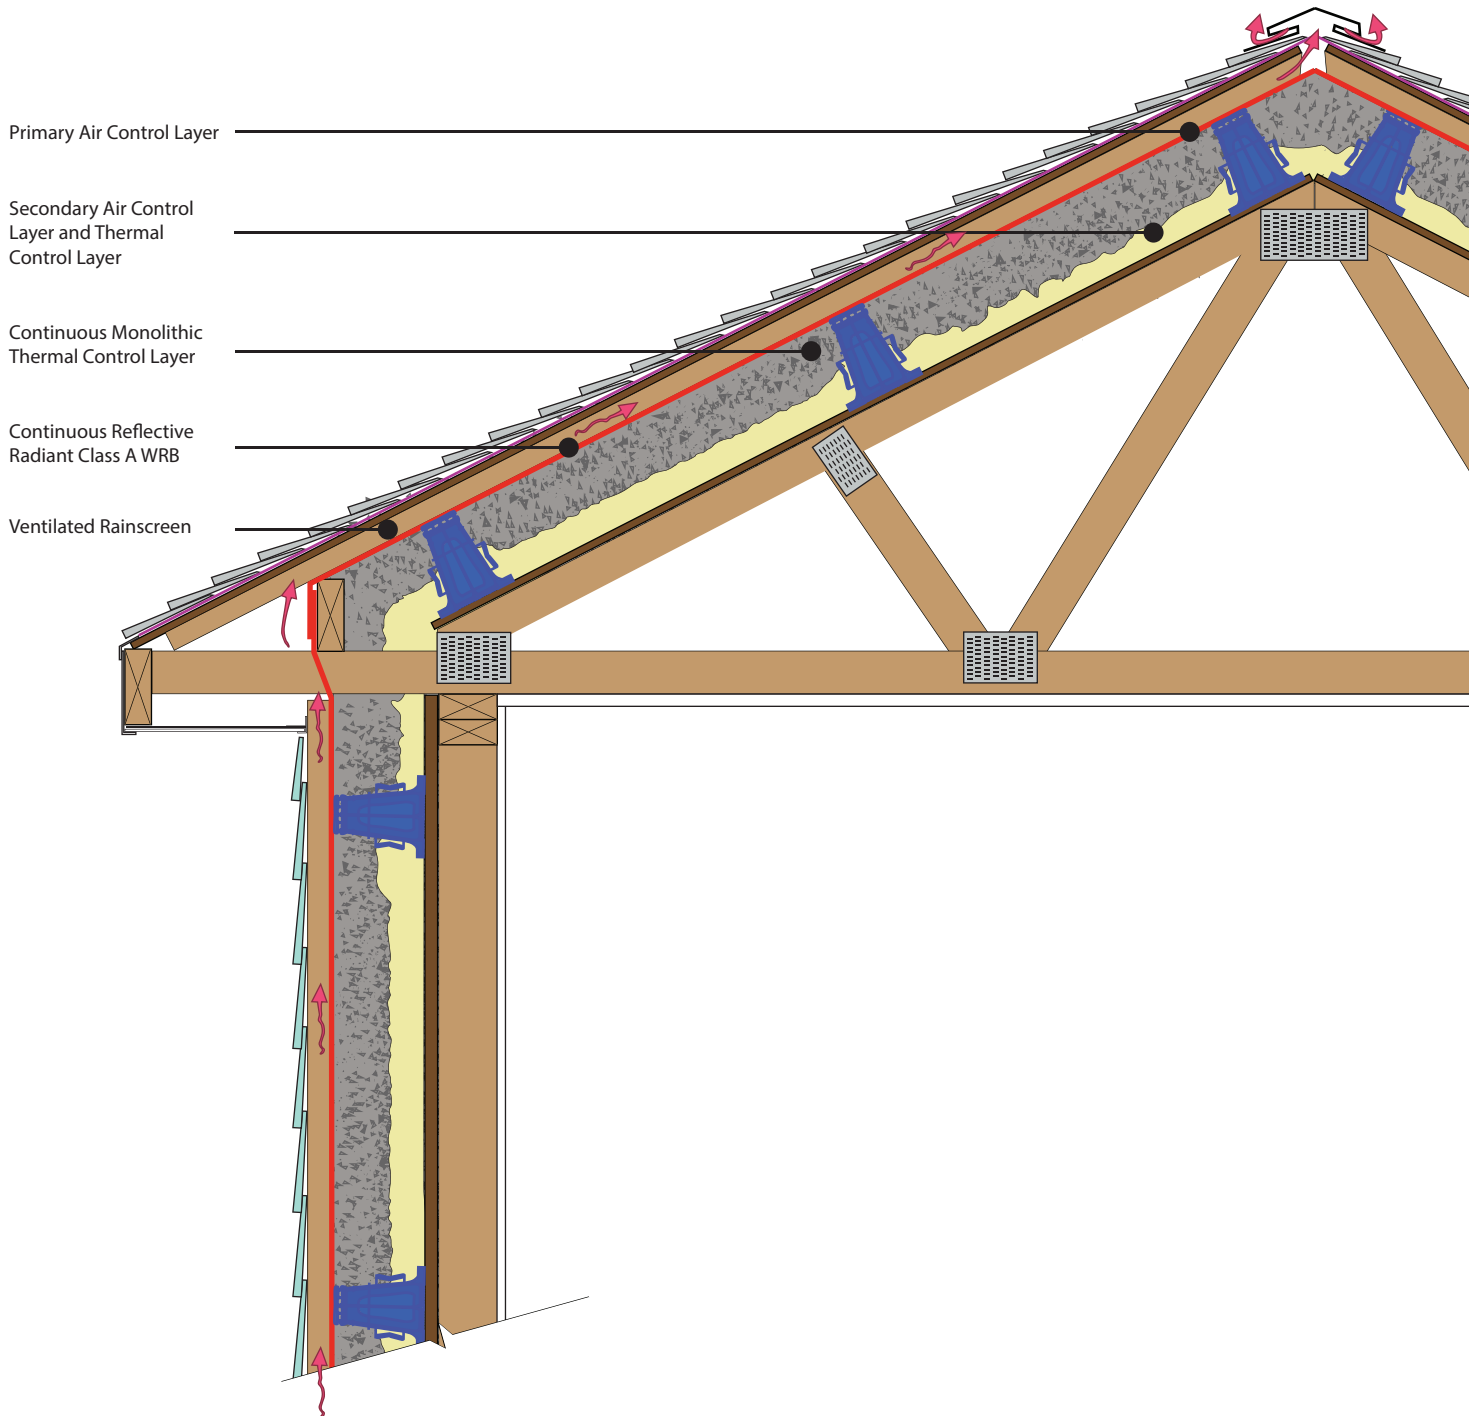 Primary Air Control Layer
Secondary Air Control
Layer and Thermal
Control Layer
Continuous Monolithic
Thermal Control Layer
Continuous Reflective
Radiant Class A WRB
Ventilated Rainscreen